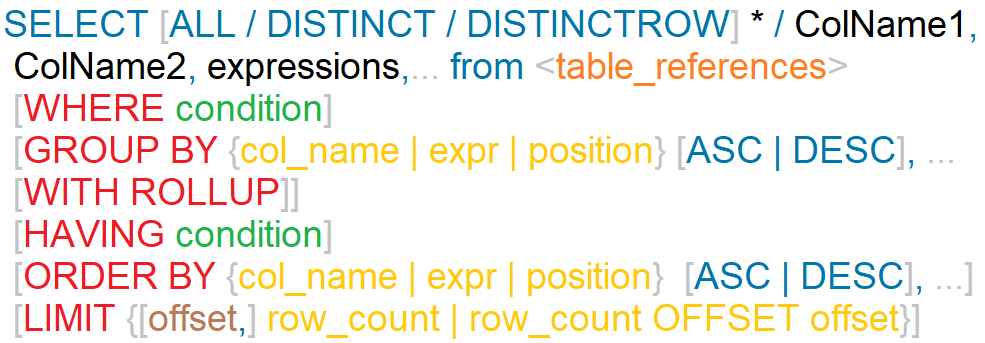 SELECT [ALL / DISTINCT / DISTINCTROW] * / ColName1,
ColName2, expressions,... from <table_references>
[WHERE condition]
[GROUP BY {col_name | expr | position} [ASC | DESC], ...
[WITH ROLLUP]]
[HAVING condition]
[ORDER BY {col_name | expr | position}  [ASC | DESC], ...]
[LIMIT {[offset,] row_count | row_count OFFSET offset}]